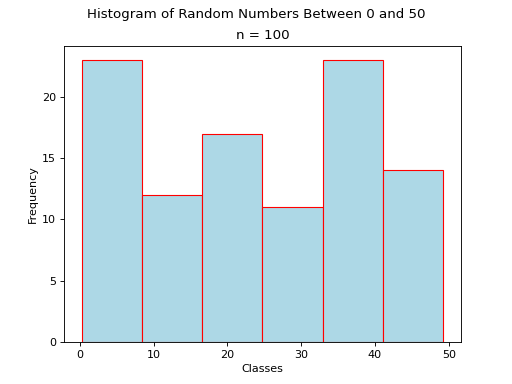 Histogram of Random Numbers Between 0 and 50
n = 100
20
15
10
5
0
Frequency
0 10 20 30 40 50
Classes